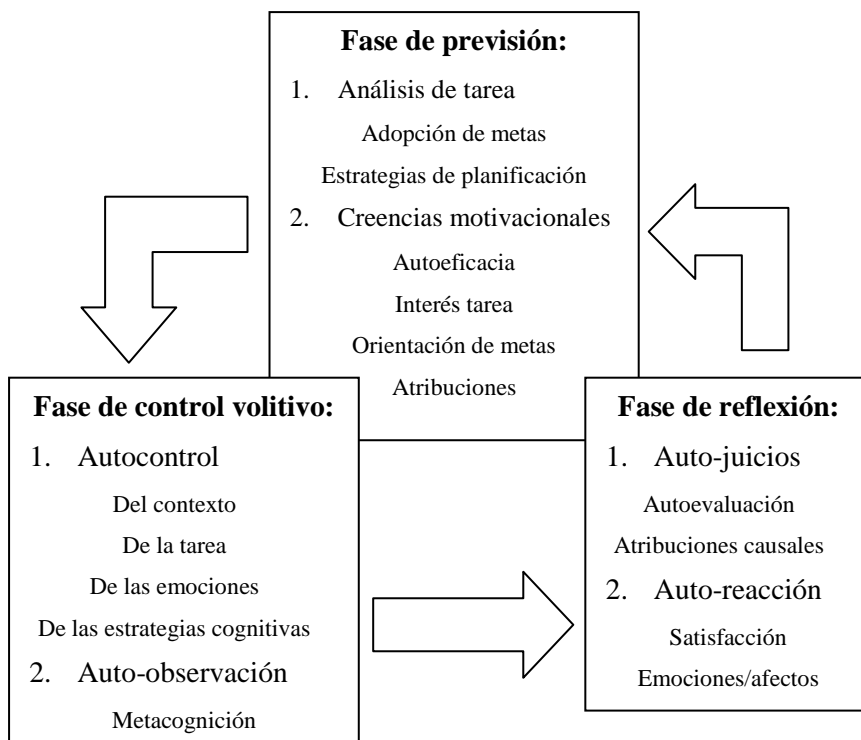 Fase de previsión:
1. Análisis de tarea
Adopción de metas
Estrategias de planificación
2. Creencias motivacionales
Autoeficacia
Interés tarea
Orientación de metas
Atribuciones
Fase de control volitivo:
1. Autocontrol
Del contexto
De la tarea
De las emociones
De las estrategias cognitivas
2. Auto-observación
Metacognición
Fase de reflexión:
1. Auto-juicios
Autoevaluación
Atribuciones causales
2. Auto-reacción
Satisfacción
Emociones/afectos